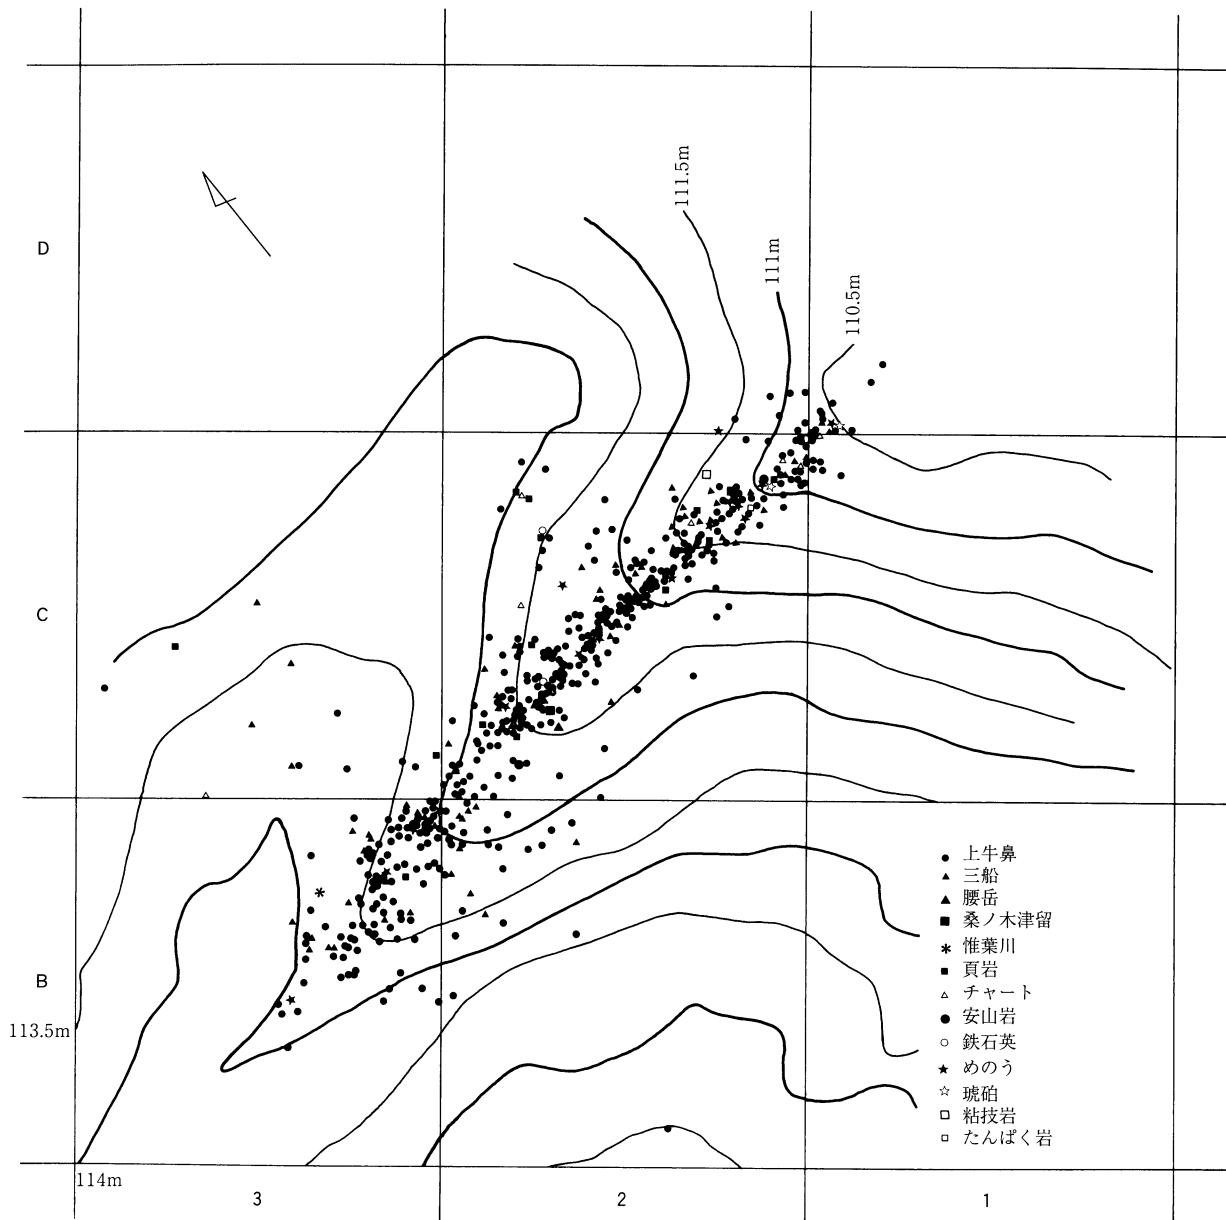 111.5m
111m
110.5m
D
C
B
113.5m
114m
3
2
1
上牛鼻
三船
腰岳
桑ノ木津留
惟葉川
頁岩
チャート
安山岩
鉄石英
めのう
琥珀
粘技岩
たんぱく岩